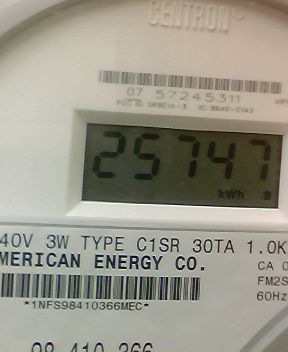 CENTRON®
07 57245311
25747
kWh
40V 3W TYPE C1SR 30TA 1.0K
MERICAN ENERGY CO.
CA 0
FM2S
60Hz
*1NFS98410366MEC*
98 410 366